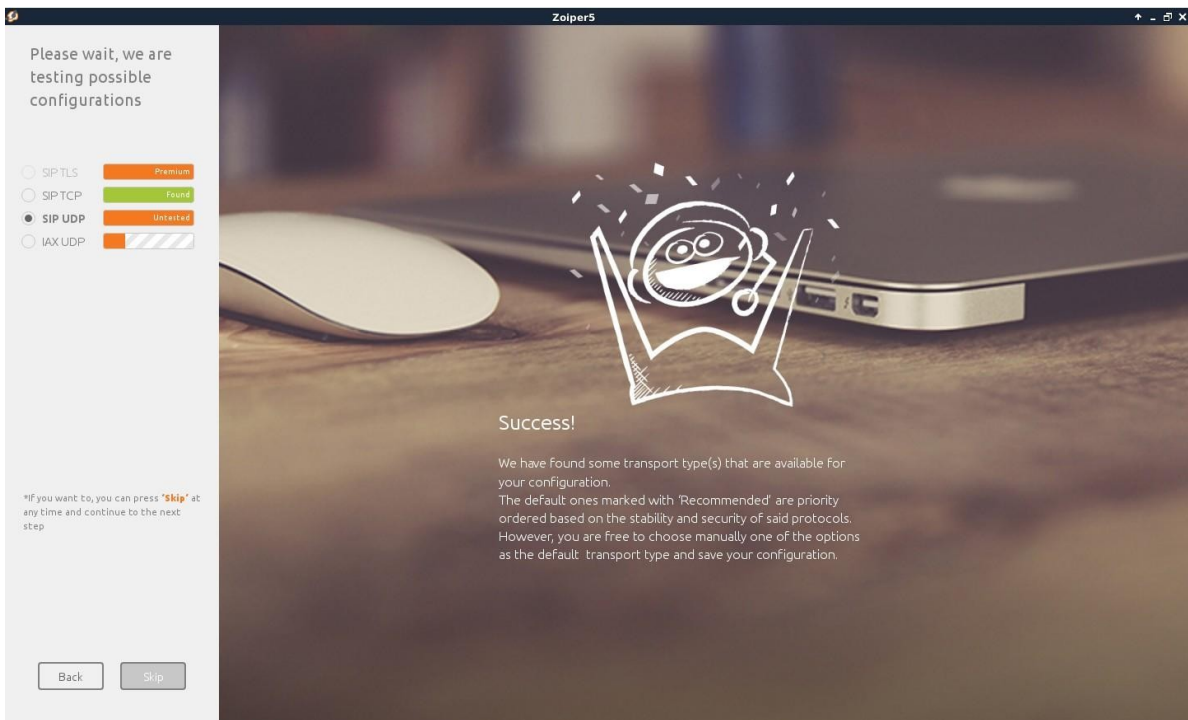 Zoiper5
Please wait, we are
testing possible
configurations
SIP TLS Premium
SIP TCP Found
SIP UDP Untested
IAX UDP
Success!
We have found some transport type(s) that are available for
your configuration.
The default ones marked with ‘Recommended’ are priority
ordered based on the stability and security of said protocols.
However, you are free to choose manually one of the options
as the default transport type and save your configuration.
*If you want to, you can press ‘Skip’ at
any time and continue to the next
step
Back Skip